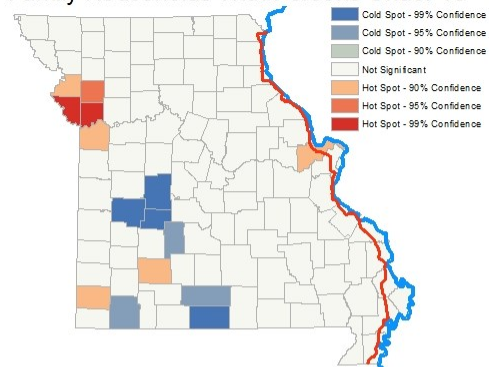 Cold Spot - 99% Confidence
Cold Spot - 95% Confidence
Cold Spot - 90% Confidence
Not Significant
Hot Spot - 90% Confidence
Hot Spot - 95% Confidence
Hot Spot - 99% Confidence